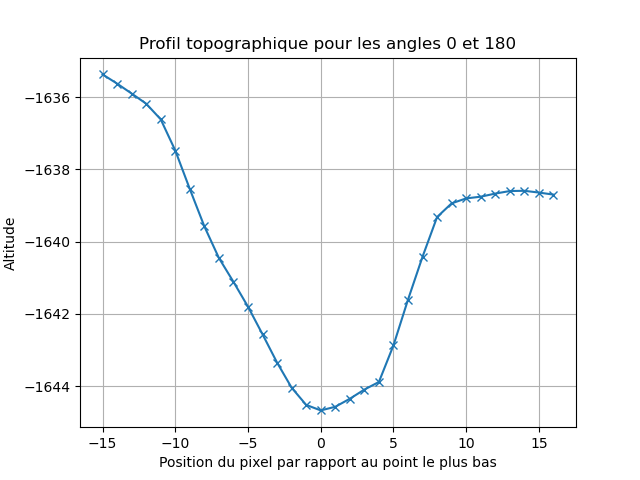 Profil topographique pour les angles 0 et 180
Altitude
−1636
−1638
−1640
−1642
−1644
−15 −10 −5 0 5 10 15
Position du pixel par rapport au point le plus bas